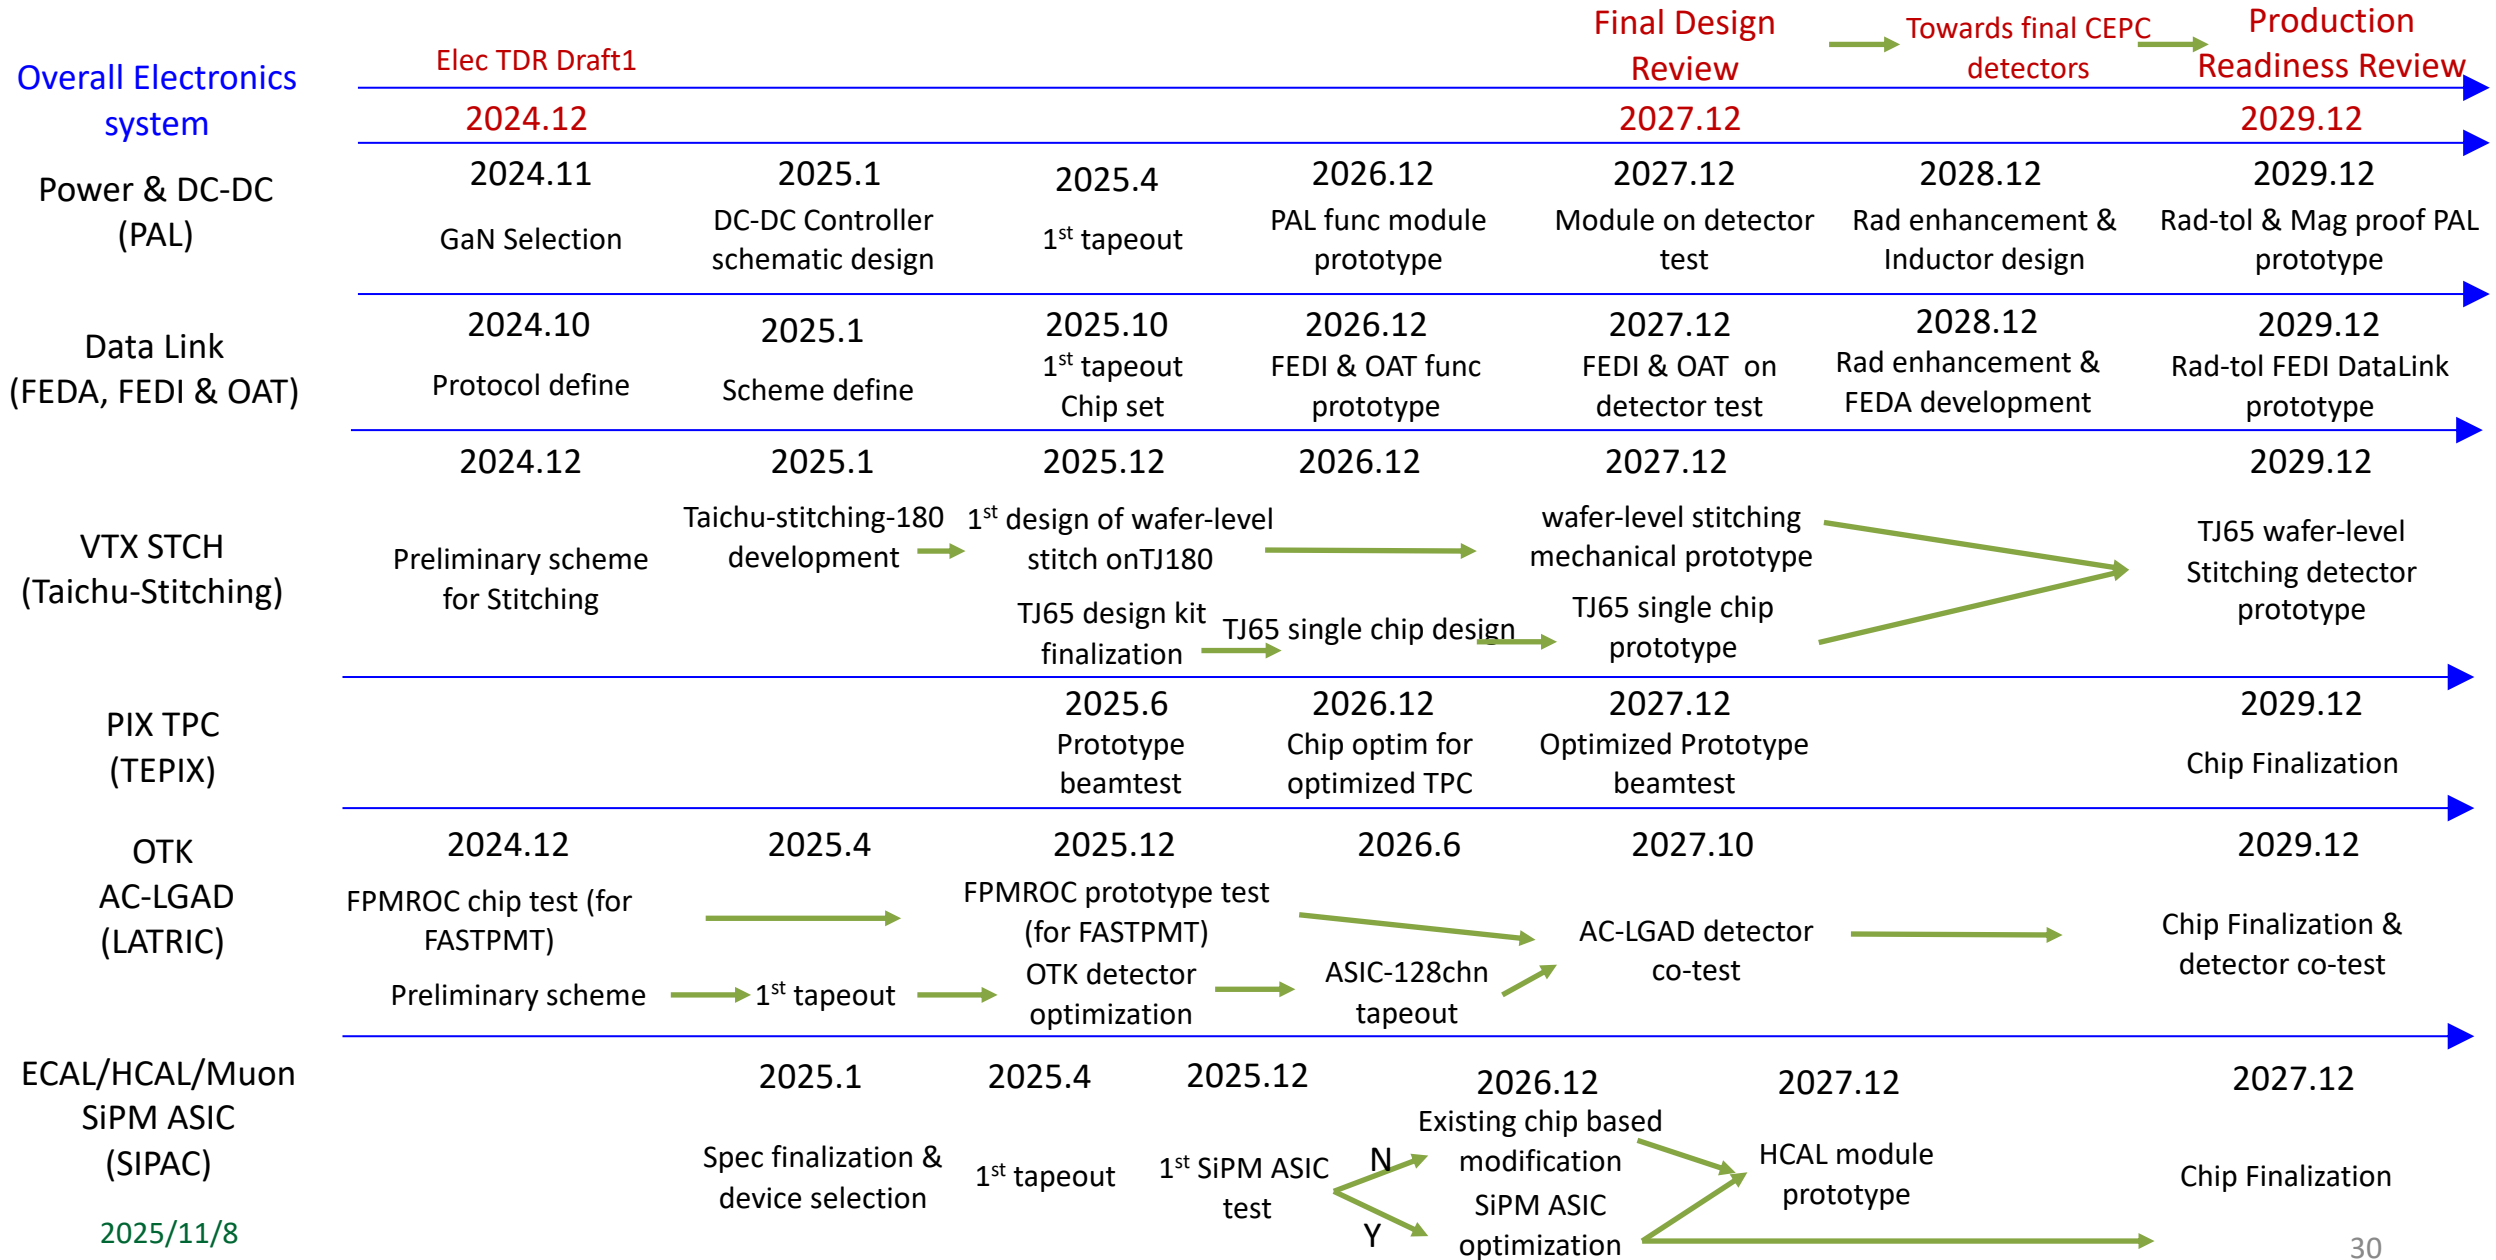 Elec TDR Draft1
Final Design
Review
Towards final CEPC
detectors
Production
Readiness Review
Overall Electronics
system
2024.12
2027.12
2029.12
Power & DC-DC
(PAL)
2024.11
GaN Selection
2025.1
DC-DC Controller
schematic design
2025.4
1st tapeout
2026.12
PAL func module
prototype
2027.12
Module on detector
test
2028.12
Rad enhancement &
Inductor design
2029.12
Rad-tol & Mag proof PAL
prototype
Data Link
(FEDA, FEDI & OAT)
2024.10
Protocol define
2025.1
Scheme define
2025.10
1st tapeout
Chip set
2026.12
FEDI & OAT func
prototype
2027.12
FEDI & OAT on
detector test
2028.12
Rad enhancement &
FEDA development
2029.12
Rad-tol FEDI DataLink
prototype
VTX STCH
(Taichu-Stitching)
2024.12
Preliminary scheme
for Stitching
2025.1
Taichu-stitching-180
development
2025.12
1st design of wafer-level
stitch onTJ180
TJ65 design kit
finalization
2026.12
TJ65 single chip design
2027.12
wafer-level stitching
mechanical prototype
TJ65 single chip
prototype
2029.12
TJ65 wafer-level
Stitching detector
prototype
PIX TPC
(TEPIX)
2025.6
Prototype
beamtest
2026.12
Chip optim for
optimized TPC
2027.12
Optimized Prototype
beamtest
2029.12
Chip Finalization
OTK
AC-LGAD
(LATRIC)
2024.12
FPMROC chip test (for
FASTPMT)
Preliminary scheme
2025.4
1st tapeout
2025.12
FPMROC prototype test
(for FASTPMT)
OTK detector
optimization
2026.6
ASIC-128chn
tapeout
2027.10
AC-LGAD detector
co-test
2029.12
Chip Finalization &
detector co-test
ECAL/HCAL/Muon
SiPM ASIC
(SIPAC)
2025.1
Spec finalization &
device selection
2025.4
1st tapeout
2025.12
1st SiPM ASIC
test
N
Y
2026.12
Existing chip based
modification
SiPM ASIC
optimization
2027.12
HCAL module
prototype
2027.12
Chip Finalization
2025/11/8
30